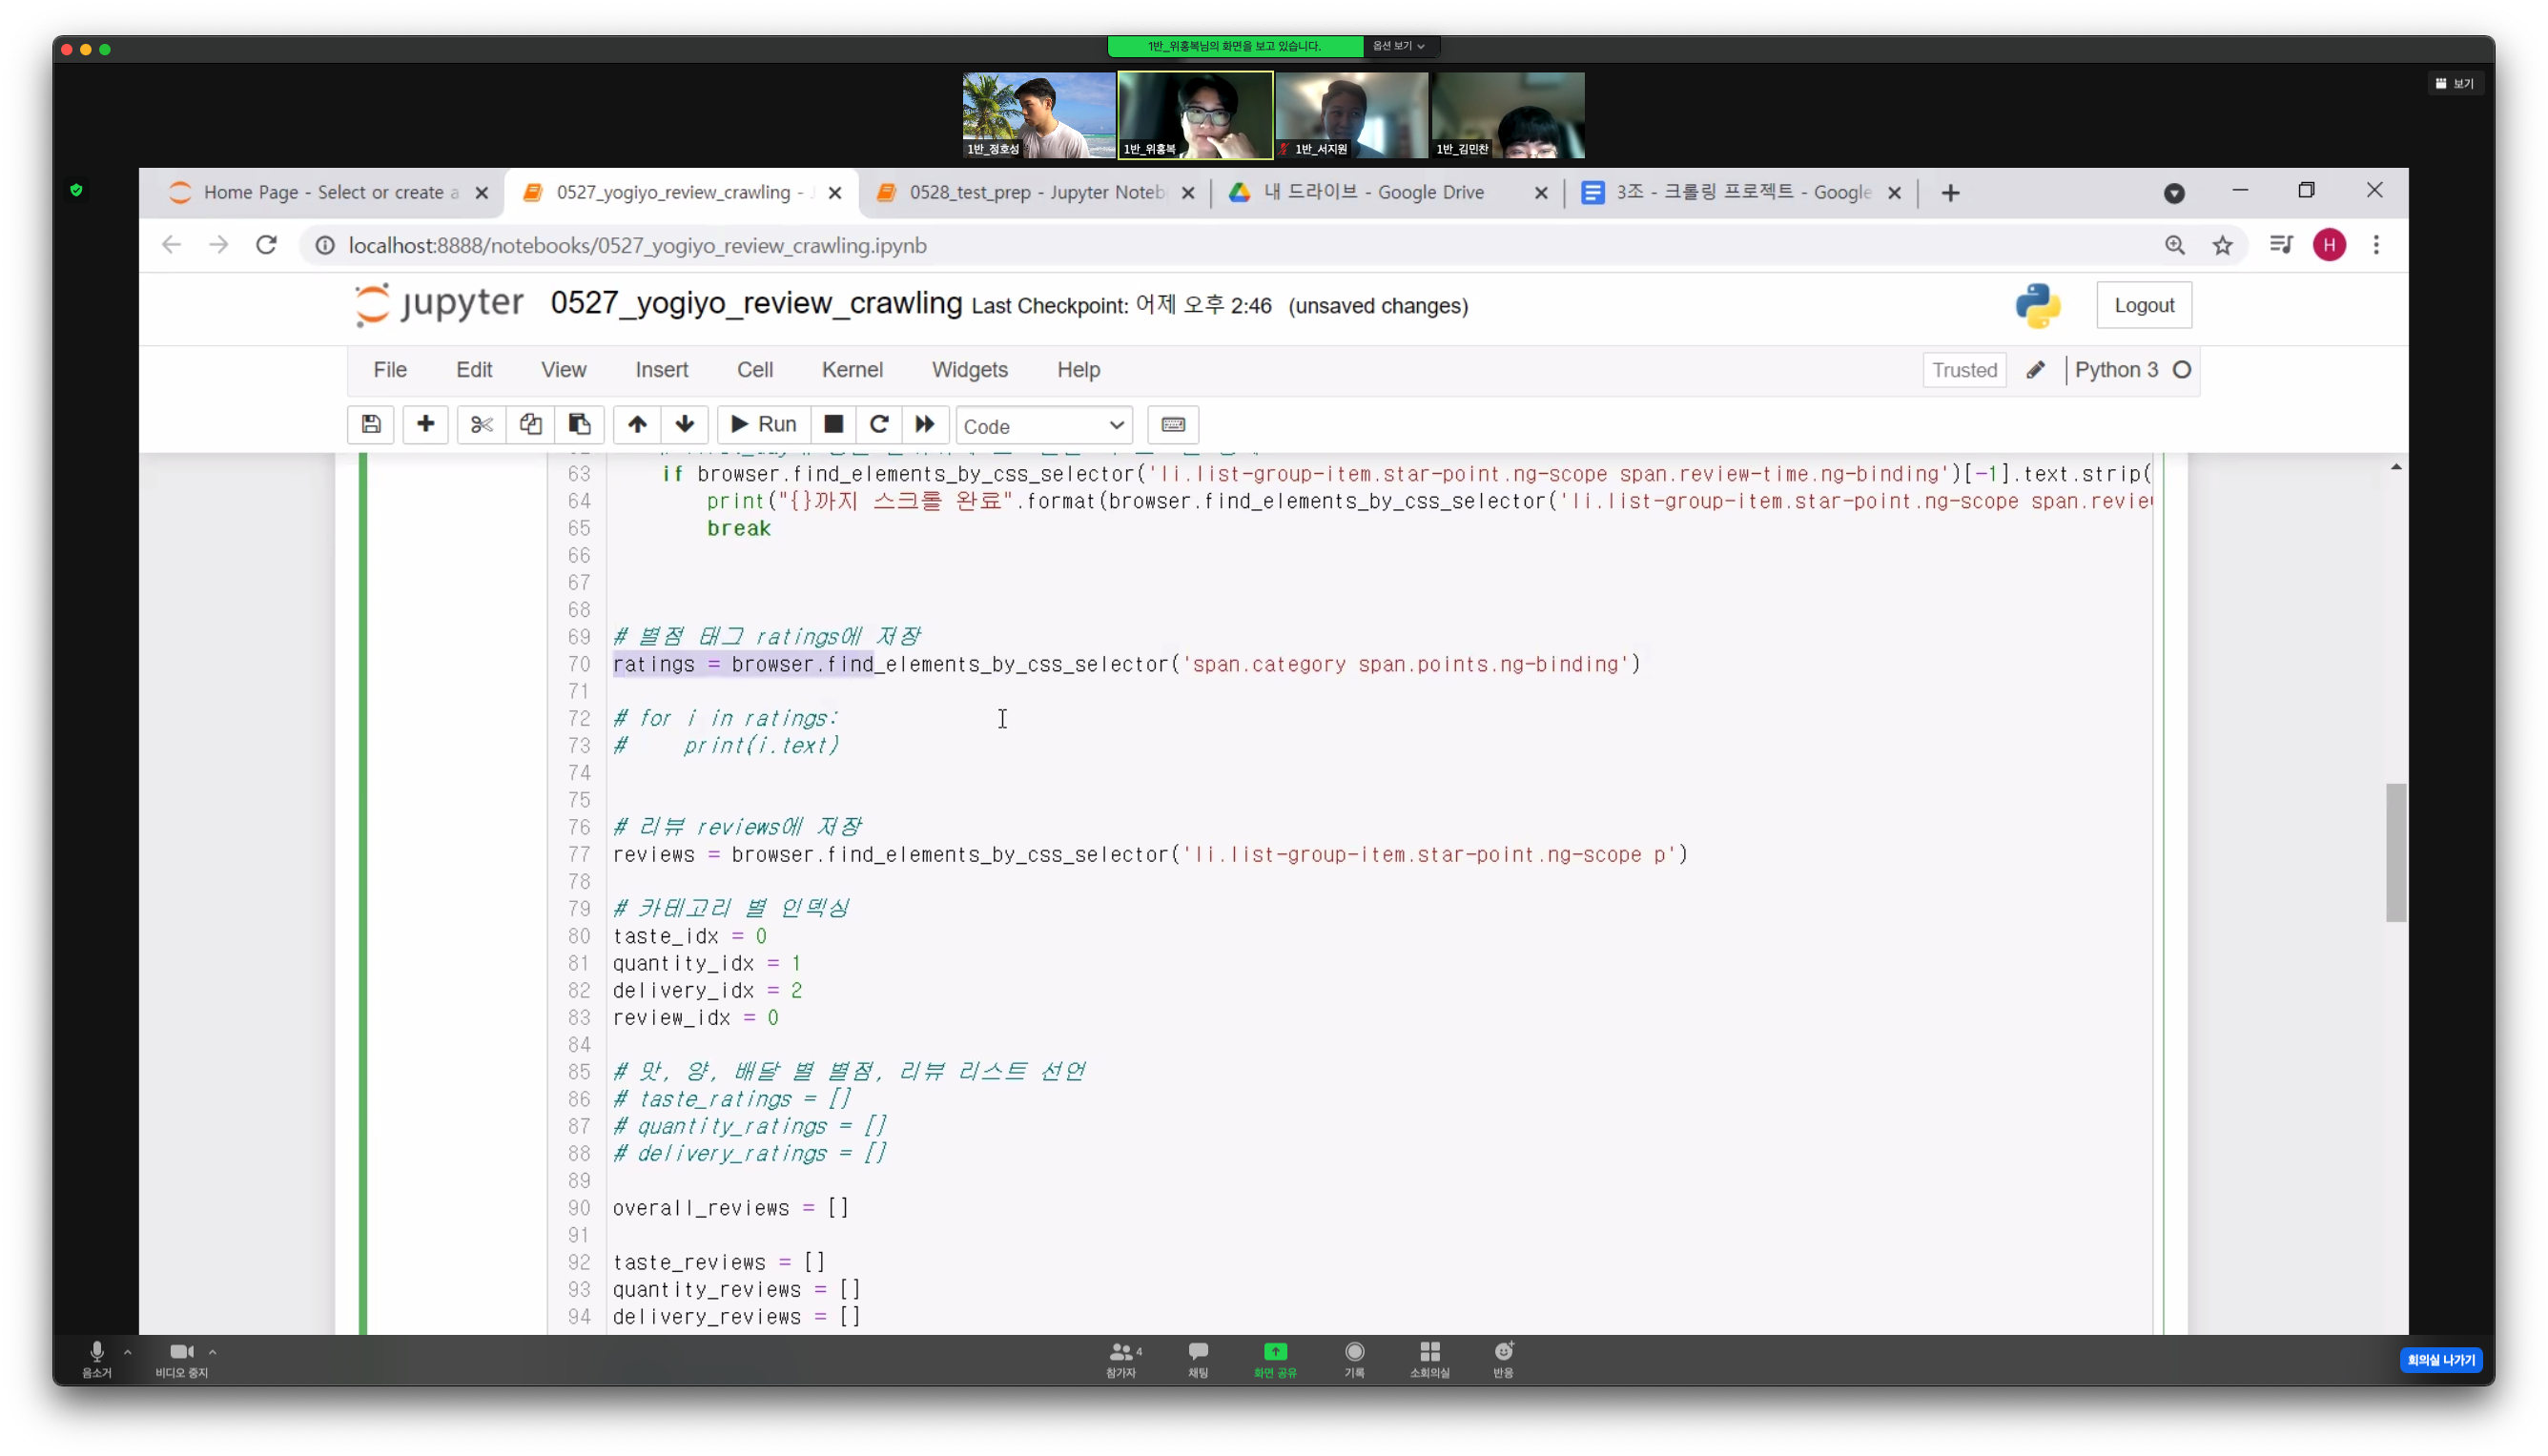 1반_위홍복님의 화면을 보고 있습니다. 옵션 보기
보기
1반_정호성 1반_위홍복 1반_서지원 1반_김민찬
Home Page - Select or create a
0527_yogiyo_review_crawling -
0528_test_prep - Jupyter Noteb
내 드라이브 - Google Drive
3조 - 크롤링 프로젝트 - Google
localhost:8888/notebooks/0527_yogiyo_review_crawling.ipynb
H
jupyter 0527_yogiyo_review_crawling Last Checkpoint: 어제 오후 2:46 (unsaved changes)
Logout
File Edit View Insert Cell Kernel Widgets Help
Trusted Python 3
Run Code
63 if browser.find_elements_by_css_selector('li.list-group-item.star-point.ng-scope span.review-time.ng-binding')[-1].text.strip(
64 print("{}까지 스크롤 완료".format(browser.find_elements_by_css_selector('li.list-group-item.star-point.ng-scope span.revie
65 break
66
67
68
69 # 별점 태그 ratings에 저장
70 ratings = browser.find_elements_by_css_selector('span.category span.points.ng-binding')
71
72 # for i in ratings:
73 # print(i.text)
74
75
76 # 리뷰 reviews에 저장
77 reviews = browser.find_elements_by_css_selector('li.list-group-item.star-point.ng-scope p')
78
79 # 카테고리 별 인덱싱
80 taste_idx = 0
81 quantity_idx = 1
82 delivery_idx = 2
83 review_idx = 0
84
85 # 맛, 양, 배달 별 별점, 리뷰 리스트 선언
86 # taste_ratings = []
87 # quantity_ratings = []
88 # delivery_ratings = []
89
90 overall_reviews = []
91
92 taste_reviews = []
93 quantity_reviews = []
94 delivery_reviews = []
음소거 비디오 중지 참가자 4 채팅 화면 공유 기록 소회의실 반응 회의실 나가기